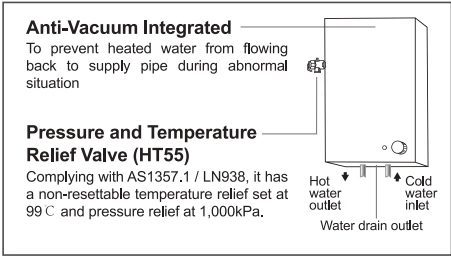 Anti-Vacuum Integrated
To prevent heated water from flowing
back to supply pipe during abnormal
situation
Pressure and Temperature
Relief Valve (HT55)
Complying with AS1357.1 / LN938, it has
a non-resettable temperature relief set at
99℃ and pressure relief at 1,000kPa.
Hot
water
outlet
Cold
water
inlet
Water drain outlet